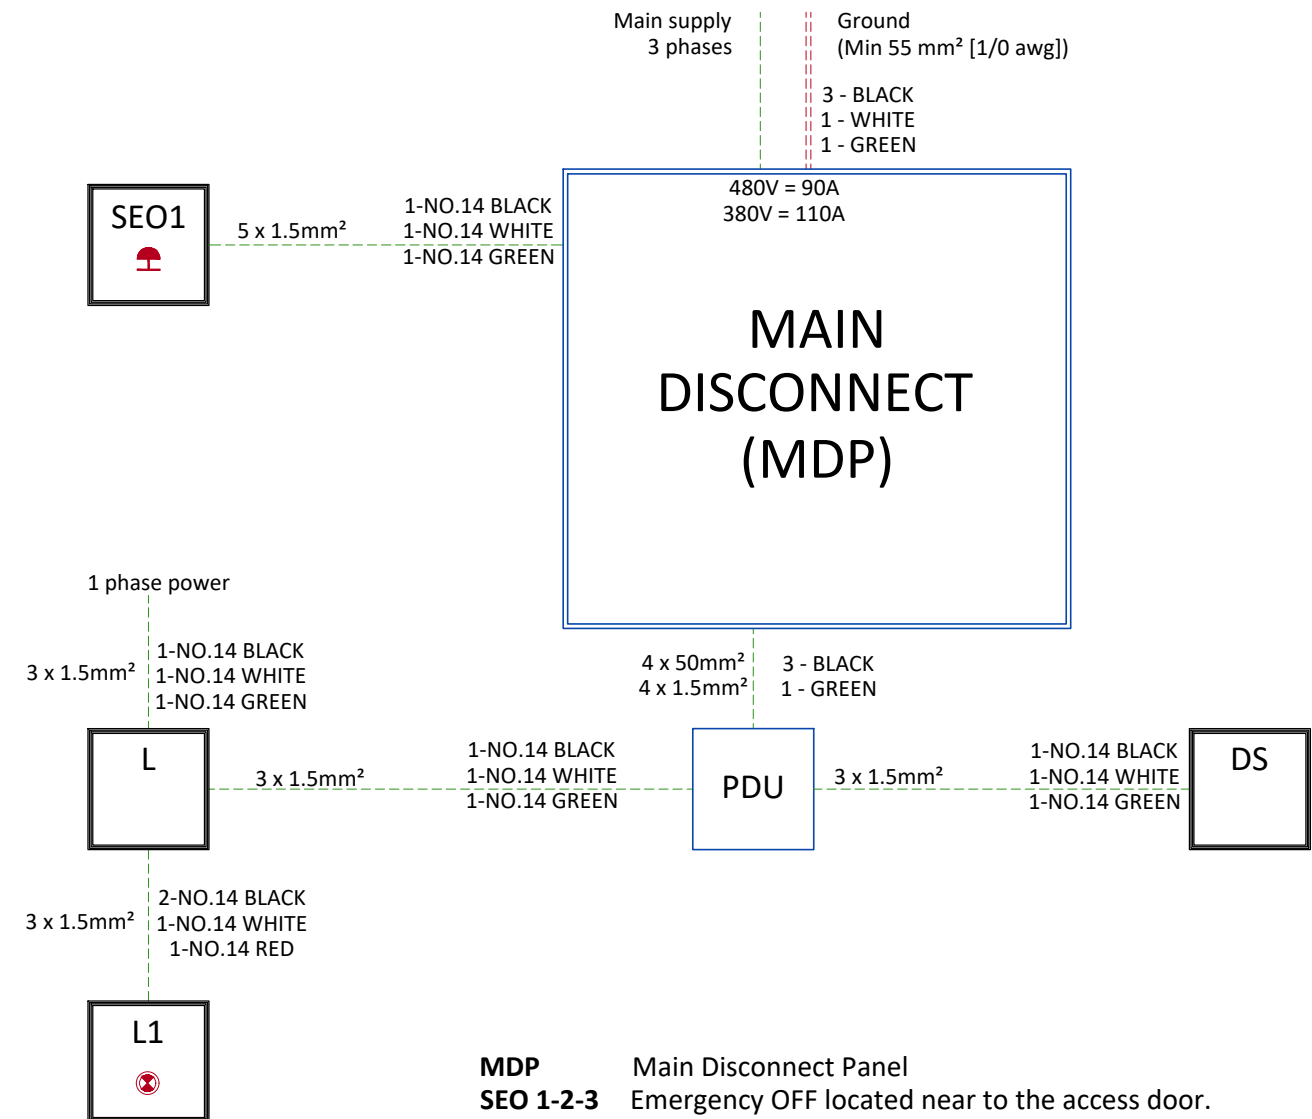 Main supply
3 phases
Ground
(Min 55 mm² [1/0 awg])
3 - BLACK
1 - WHITE
1 - GREEN
480V = 90A
380V = 110A
MAIN
DISCONNECT
(MDP)
SEO1
5 x 1.5mm²
1-NO.14 BLACK
1-NO.14 WHITE
1-NO.14 GREEN
1 phase power
3 x 1.5mm²
1-NO.14 BLACK
1-NO.14 WHITE
1-NO.14 GREEN
4 x 50mm²
4 x 1.5mm²
3 - BLACK
1 - GREEN
L
3 x 1.5mm²
1-NO.14 BLACK
1-NO.14 WHITE
1-NO.14 GREEN
PDU
3 x 1.5mm²
1-NO.14 BLACK
1-NO.14 WHITE
1-NO.14 GREEN
DS
3 x 1.5mm²
2-NO.14 BLACK
1-NO.14 WHITE
1-NO.14 RED
L1
MDP Main Disconnect Panel
SEO 1-2-3 Emergency OFF located near to the access door.